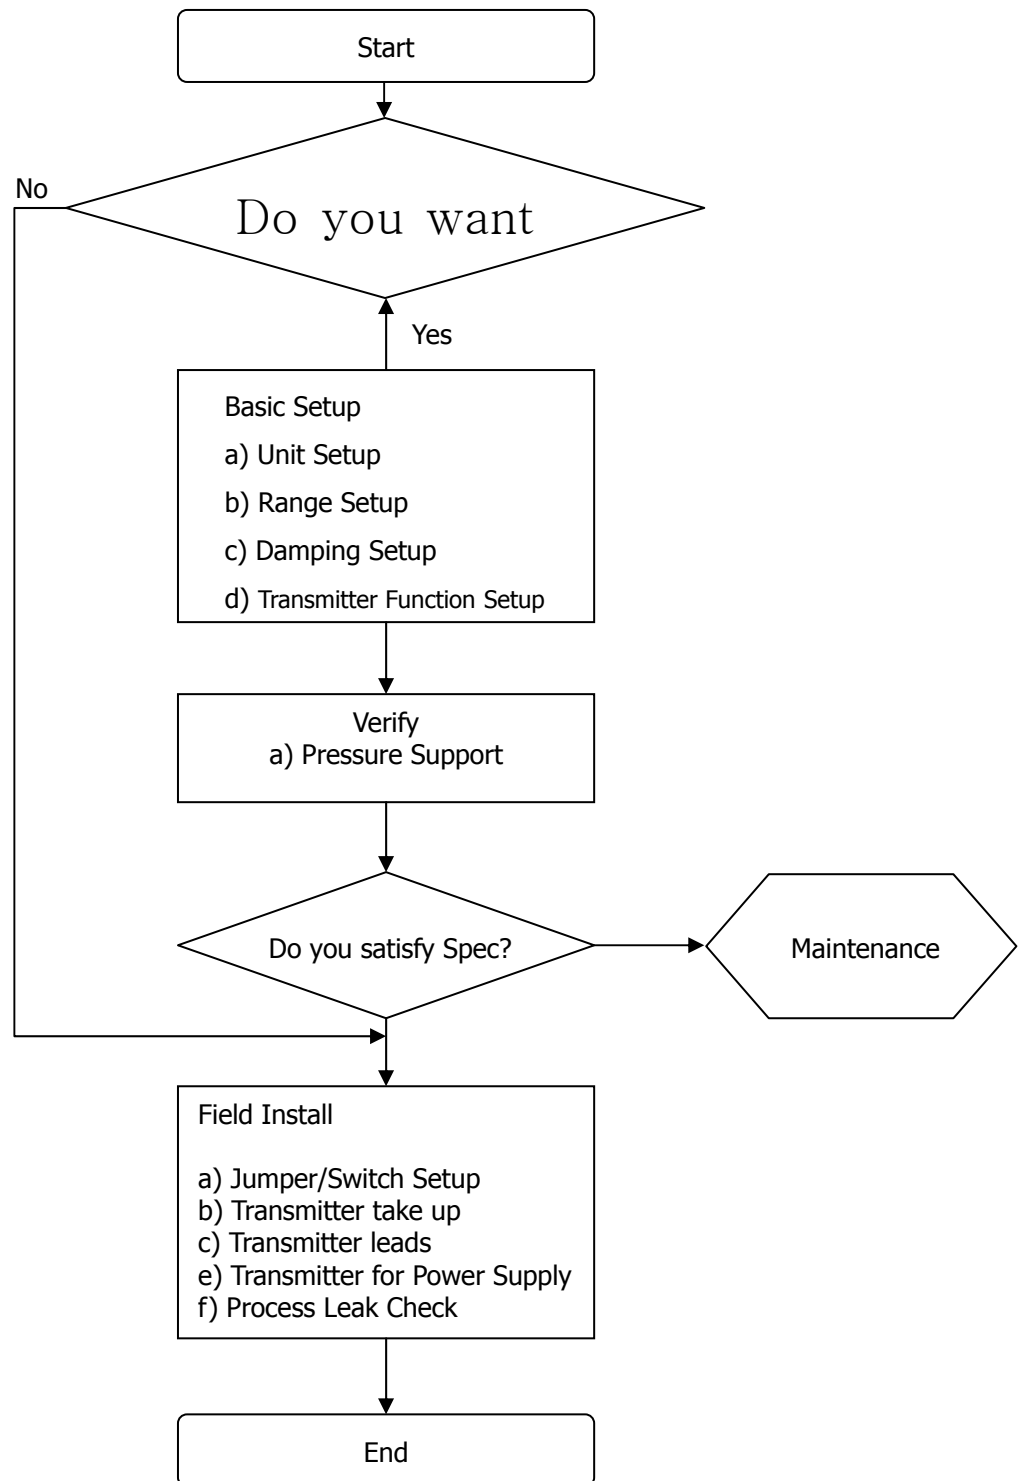 Start
No
Do you want
Yes
Basic Setup
a) Unit Setup
b) Range Setup
c) Damping Setup
d) Transmitter Function Setup
Verify
a) Pressure Support
Do you satisfy Spec?
Maintenance
Field Install
a) Jumper/Switch Setup
b) Transmitter take up
c) Transmitter leads
e) Transmitter for Power Supply
f) Process Leak Check
End